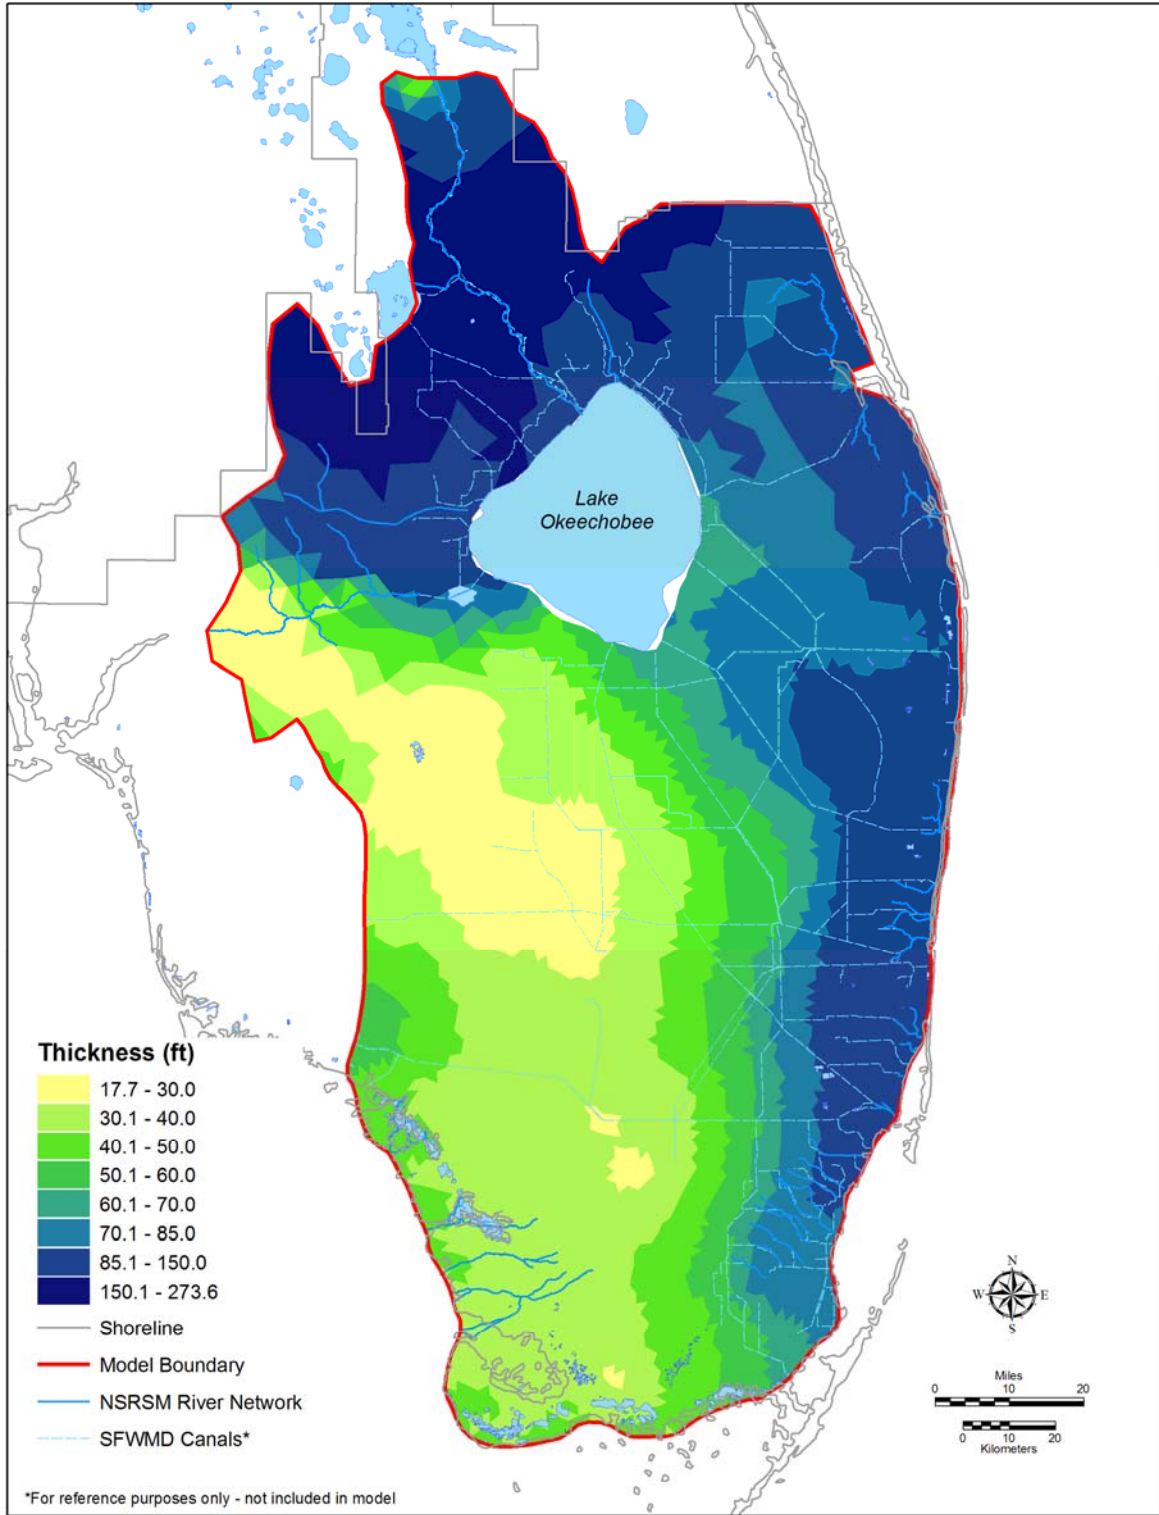 Lake
Okeechobee
Thickness (ft)
17.7 - 30.0
30.1 - 40.0
40.1 - 50.0
50.1 - 60.0
60.1 - 70.0
70.1 - 85.0
85.1 - 150.0
150.1 - 273.6
Shoreline
Model Boundary
NSRSM River Network
SFWMD Canals*
*For reference purposes only - not included in model
N
W E
S
Miles
0 10 20
0 10 20
Kilometers